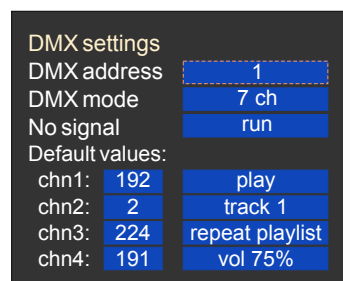 DMX settings
DMX address 1
DMX mode 7 ch
No signal run
Default values:
chn1: 192 play
chn2: 2 track 1
chn3: 224 repeat playlist
chn4: 191 vol 75%